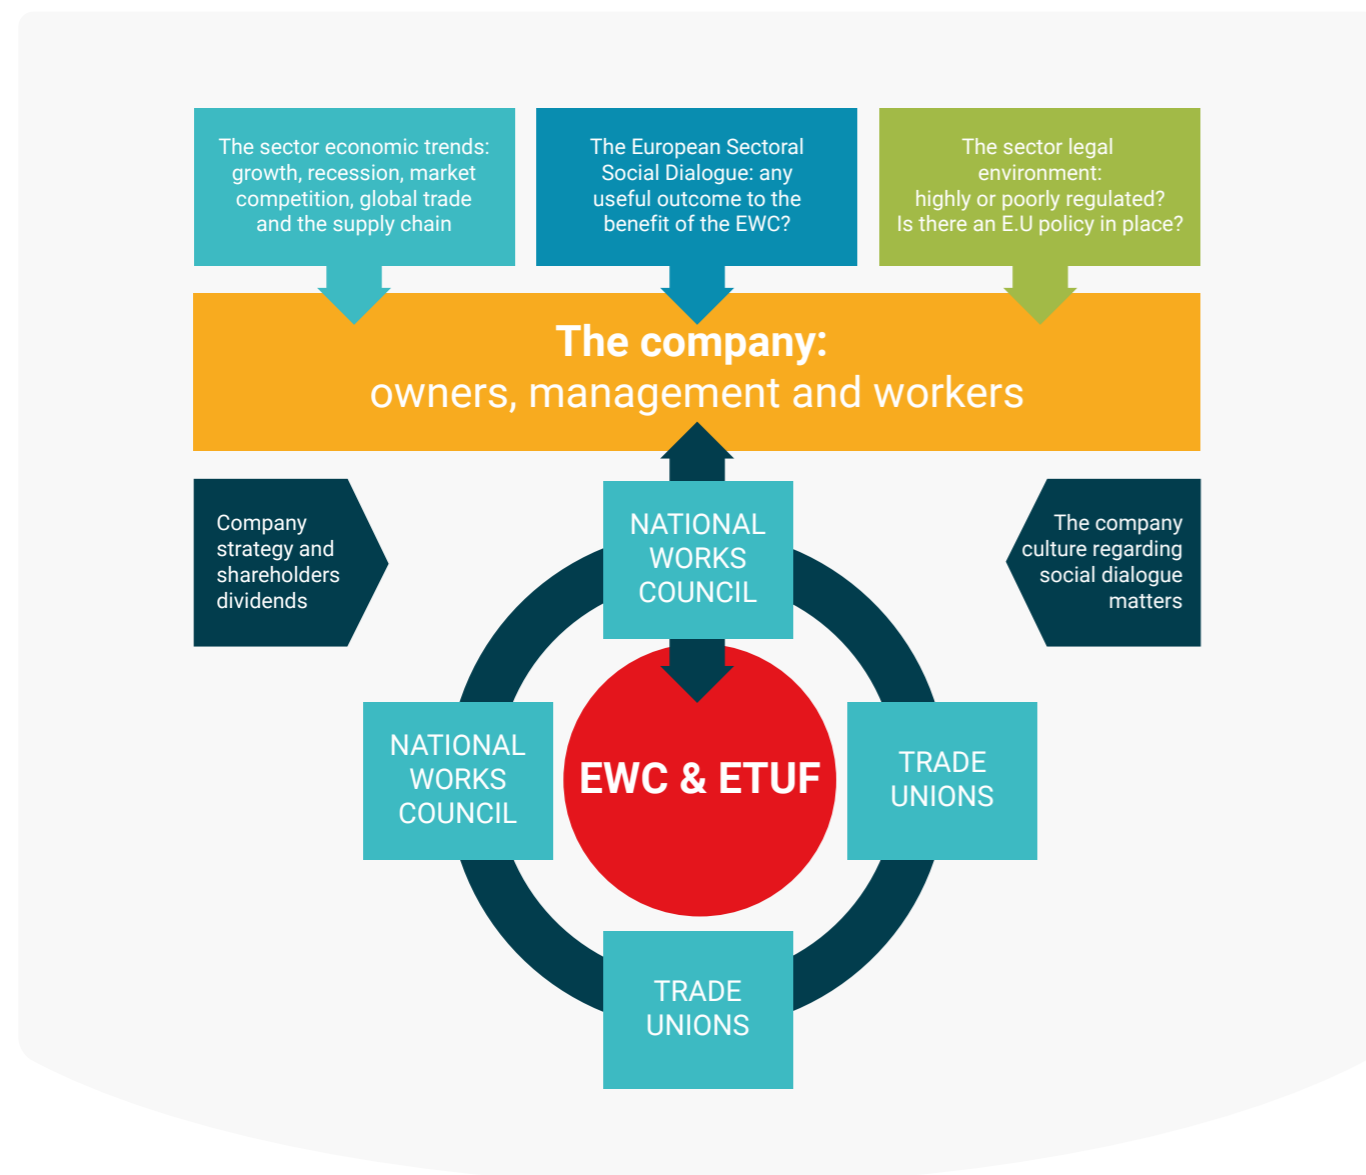 The sector economic trends:
growth, recession, market
competition, global trade
and the supply chain
The European Sectoral
Social Dialogue: any
useful outcome to the
benefit of the EWC?
The sector legal
environment:
highly or poorly regulated?
Is there an E.U policy in place?
The company:
owners, management and workers
Company
strategy and
shareholders
dividends
NATIONAL
WORKS
COUNCIL
The company
culture regarding
social dialogue
matters
NATIONAL
WORKS
COUNCIL
EWC & ETUF
TRADE
UNIONS
TRADE
UNIONS